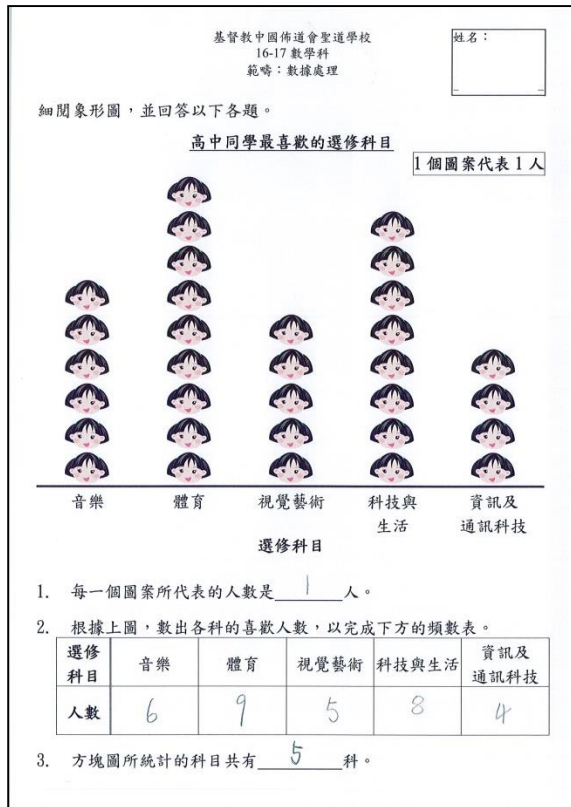 基督教中國佈道會聖道學校
16-17 數學科
範疇：數據處理
姓名：
細閱象形圖，並回答以下各題。
高中同學最喜歡的選修科目
1 個圖案代表 1 人
音樂 體育 視覺藝術 科技與生活 資訊及通訊科技
選修科目
1. 每一個圖案所代表的人數是 1 人。
2. 根據上圖，數出各科的喜歡人數，以完成下方的頻數表。
選修科目 音樂 體育 視覺藝術 科技與生活 資訊及通訊科技
人數 6 9 5 8 4
3. 方塊圖所統計的科目共有 5 科。